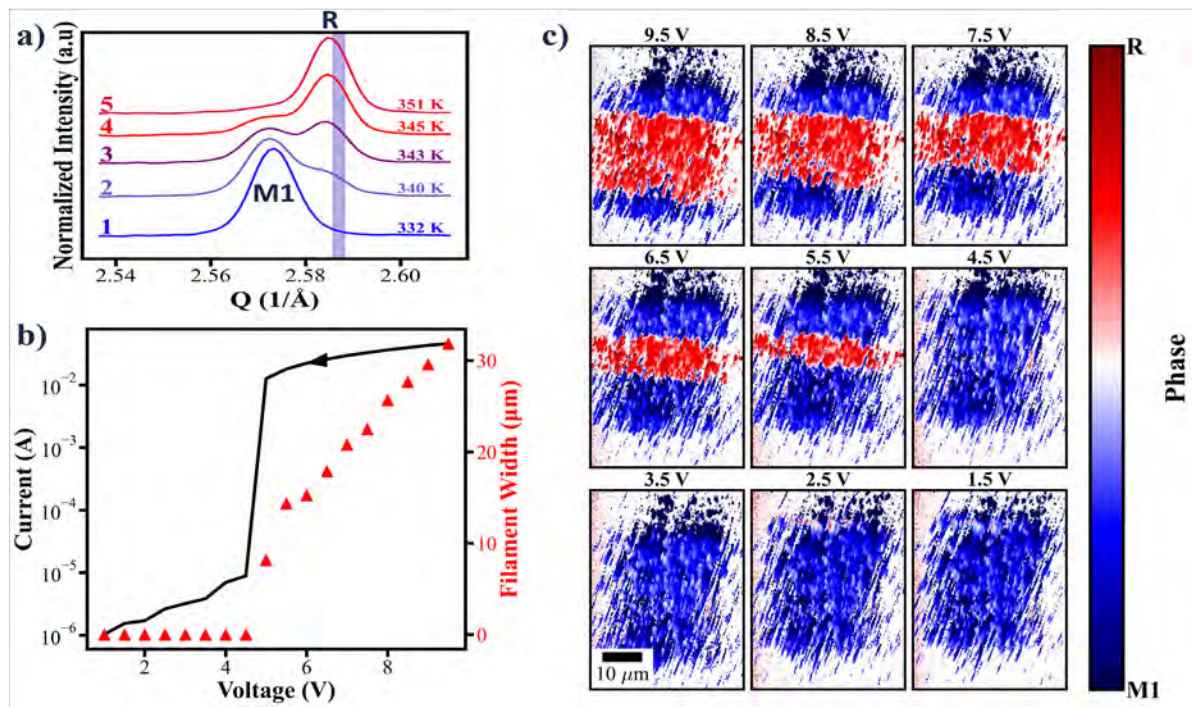 a)
R
Normalized Intensity (a.u)
5
351 K
4
345 K
3
343 K
2
340 K
M1
1
332 K
2.54 2.56 2.58 2.60
Q (1/Å)
b)
Current (A)
10⁻²
10⁻³
10⁻⁴
10⁻⁵
10⁻⁶
30
20
10
0
Filament Width (μm)
2 4 6 8
Voltage (V)
c)
9.5 V 8.5 V 7.5 V
6.5 V 5.5 V 4.5 V
3.5 V 2.5 V 1.5 V
10 μm
R
Phase
M1